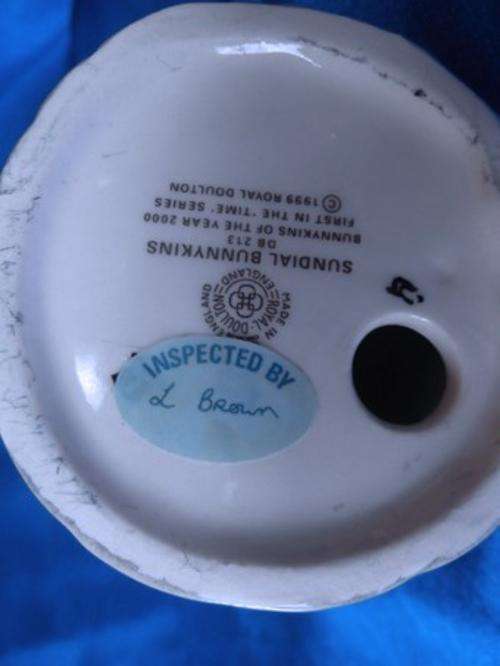 INSPECTED BY
L Brown
MADE IN
ENGLAND
ROYAL DOULTON
ENGLAND
SUNDIAL BUNNYKINS
DB 213
BUNNYKINS OF THE YEAR 2000
FIRST IN THE 'TIME' SERIES
© 1999 ROYAL DOULTON